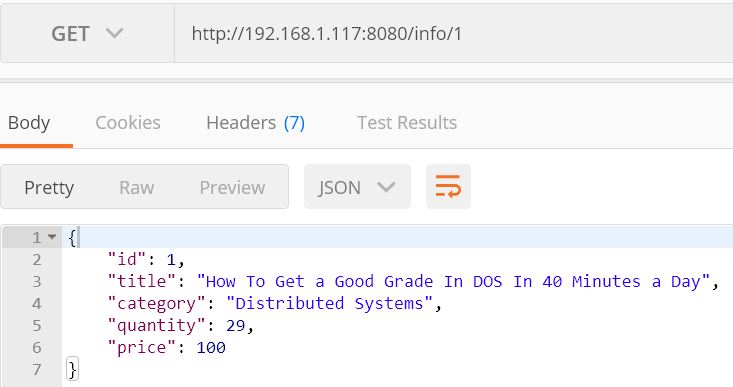 GET http://192.168.1.117:8080/info/1
Body Cookies Headers (7) Test Results
Pretty Raw Preview JSON
1 {
2 "id": 1,
3 "title": "How To Get a Good Grade In DOS In 40 Minutes a Day",
4 "category": "Distributed Systems",
5 "quantity": 29,
6 "price": 100
7 }